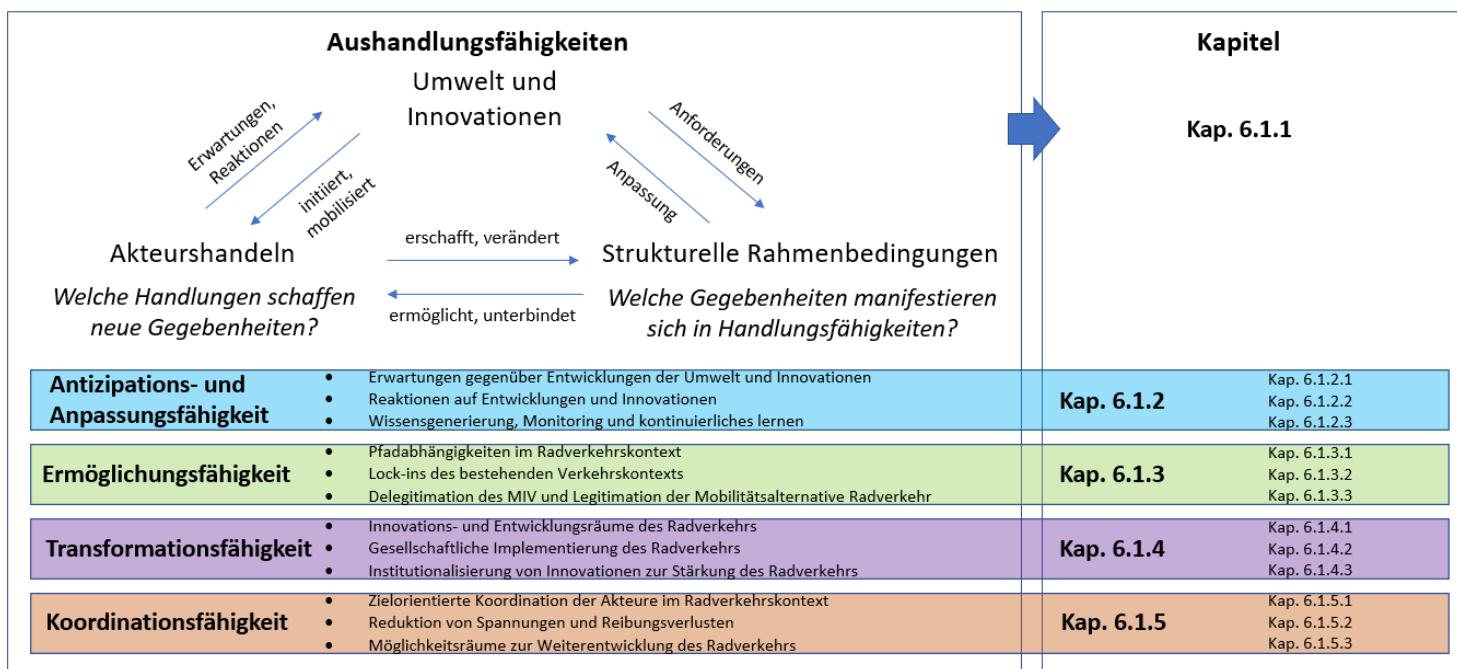 Aushandlungsfähigkeiten
Kapitel
Umwelt und
Innovationen
Kap. 6.1.1
Erwartungen,
Reaktionen
initiiert,
mobilisiert
Anforderungen
Anpassung
Akteurshandeln
erschafft, verändert
Strukturelle Rahmenbedingungen
Welche Handlungen schaffen
neue Gegebenheiten?
ermöglicht, unterbindet
Welche Gegebenheiten manifestieren
sich in Handlungsfähigkeiten?
Antizipations- und
Anpassungsfähigkeit
• Erwartungen gegenüber Entwicklungen der Umwelt und Innovationen
• Reaktionen auf Entwicklungen und Innovationen
• Wissensgenerierung, Monitoring und kontinuierliches lernen
Kap. 6.1.2
Kap. 6.1.2.1
Kap. 6.1.2.2
Kap. 6.1.2.3
Ermöglichungsfähigkeit
• Pfadabhängigkeiten im Radverkehrskontext
• Lock-ins des bestehenden Verkehrskontexts
• Delegitimation des MIV und Legitimation der Mobilitätsalternative Radverkehr
Kap. 6.1.3
Kap. 6.1.3.1
Kap. 6.1.3.2
Kap. 6.1.3.3
Transformationsfähigkeit
• Innovations- und Entwicklungsräume des Radverkehrs
• Gesellschaftliche Implementierung des Radverkehrs
• Institutionalisierung von Innovationen zur Stärkung des Radverkehrs
Kap. 6.1.4
Kap. 6.1.4.1
Kap. 6.1.4.2
Kap. 6.1.4.3
Koordinationsfähigkeit
• Zielorientierte Koordination der Akteure im Radverkehrskontext
• Reduktion von Spannungen und Reibungsverlusten
• Möglichkeitsräume zur Weiterentwicklung des Radverkehrs
Kap. 6.1.5
Kap. 6.1.5.1
Kap. 6.1.5.2
Kap. 6.1.5.3